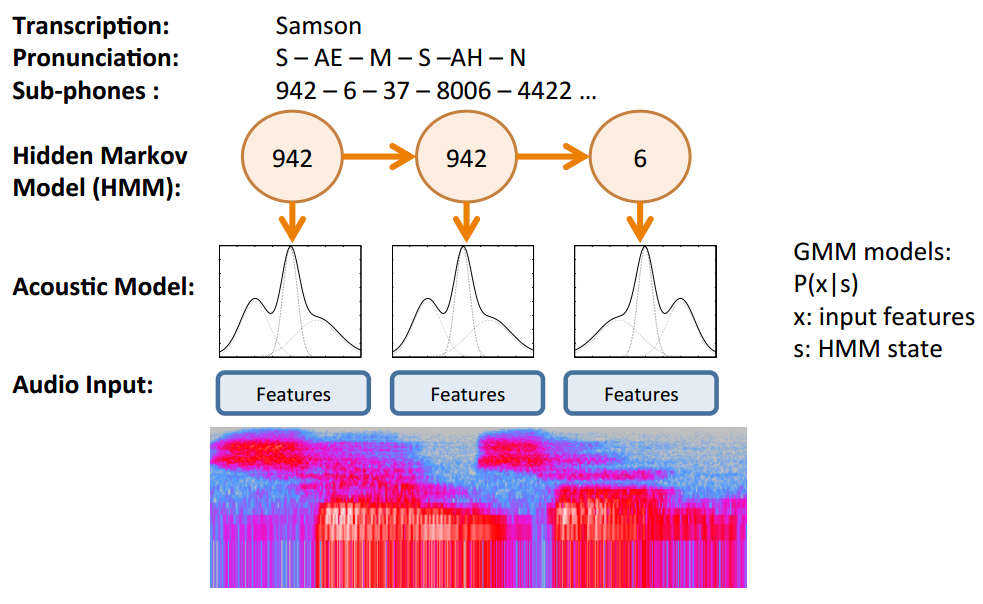 Transcription: Samson
Pronunciation: S – AE – M – S –AH – N
Sub-phones : 942 – 6 – 37 – 8006 – 4422 …
Hidden Markov
Model (HMM):
942 942 6
Acoustic Model:
GMM models:
P(x|s)
x: input features
s: HMM state
Audio Input:
Features Features Features